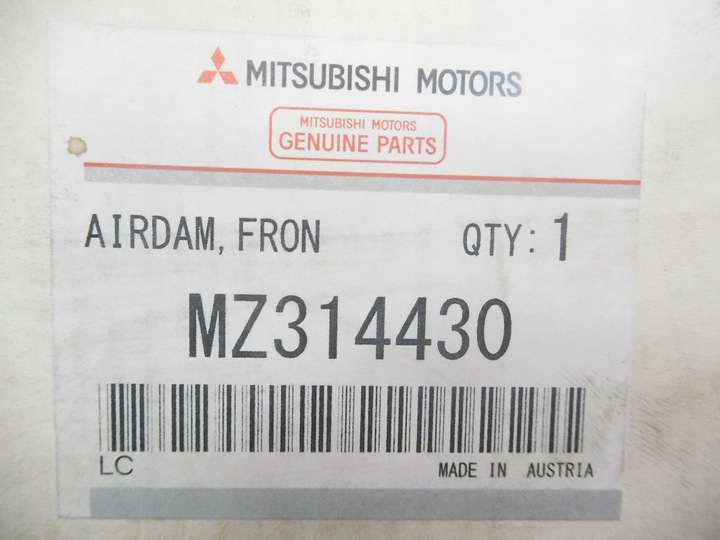 MITSUBISHI MOTORS
MITSUBISHI MOTORS
GENUINE PARTS
AIRDAM, FRON QTY: 1
MZ314430
LC MADE IN AUSTRIA